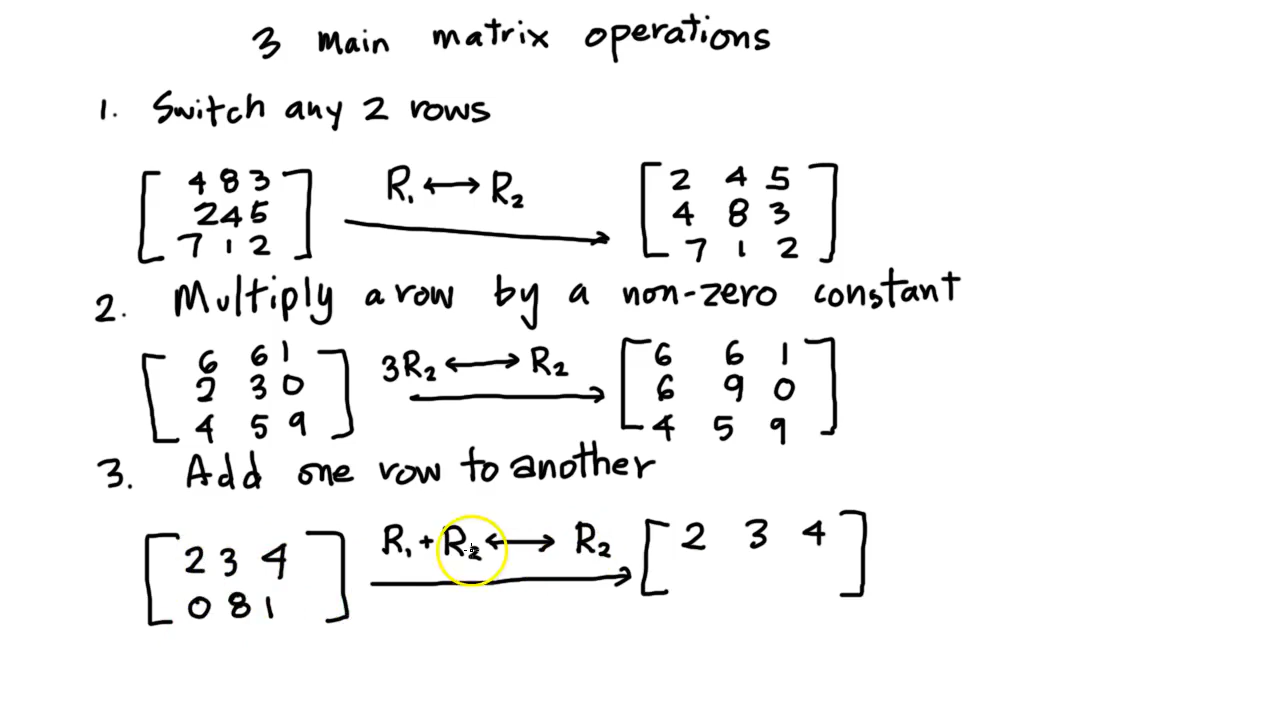 3 main matrix operations
1. Switch any 2 rows
[4 8 3] R₁ ⟷ R₂ [2 4 5]
[2 4 5] ⟶ [4 8 3]
[7 1 2] [7 1 2]
2. Multiply a row by a non-zero constant
[6 6 1] 3R₂ ⟷ R₂ [6 6 1]
[2 3 0] ⟶ [6 9 0]
[4 5 9] [4 5 9]
3. Add one row to another
[2 3 4] R₁ + R₂ ⟷ R₂ [2 3 4]
[0 8 1] ⟶ [ ]